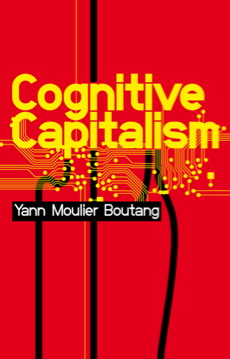 Cognitive
Capitalism
Yann Moulier Boutang